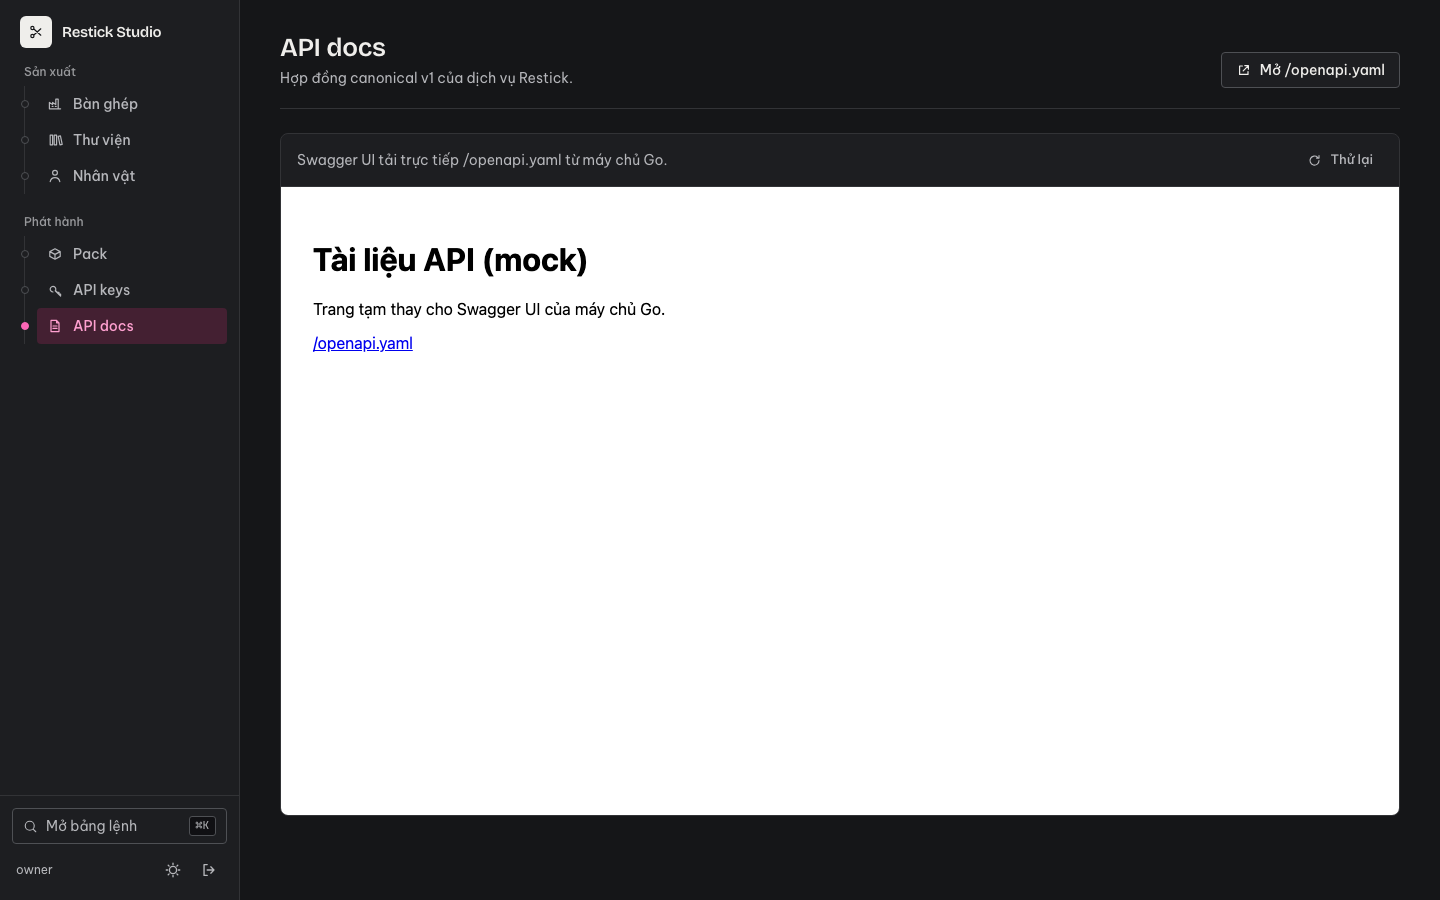 Restick Studio
Sản xuất
Bàn ghép
Thư viện
Nhân vật
Phát hành
Pack
API keys
API docs
Mở bảng lệnh ⌘K
owner
API docs
Hợp đồng canonical v1 của dịch vụ Restick.
Mở /openapi.yaml
Swagger UI tải trực tiếp /openapi.yaml từ máy chủ Go.
Thử lại
Tài liệu API (mock)
Trang tạm thay cho Swagger UI của máy chủ Go.
/openapi.yaml